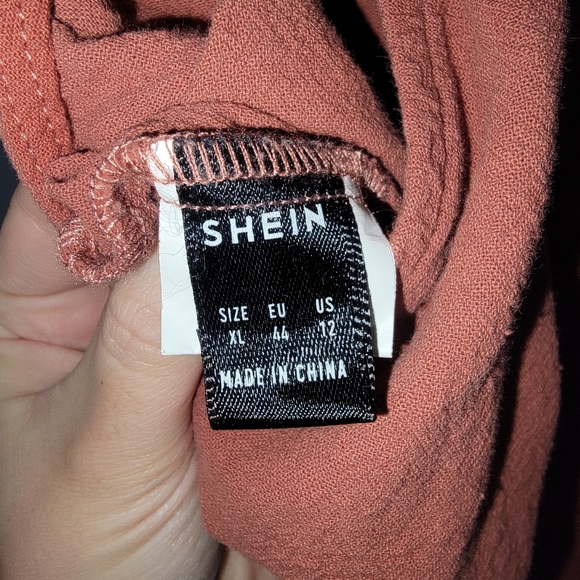 SHEIN
SIZE EU US
XL 44 12
MADE IN CHINA